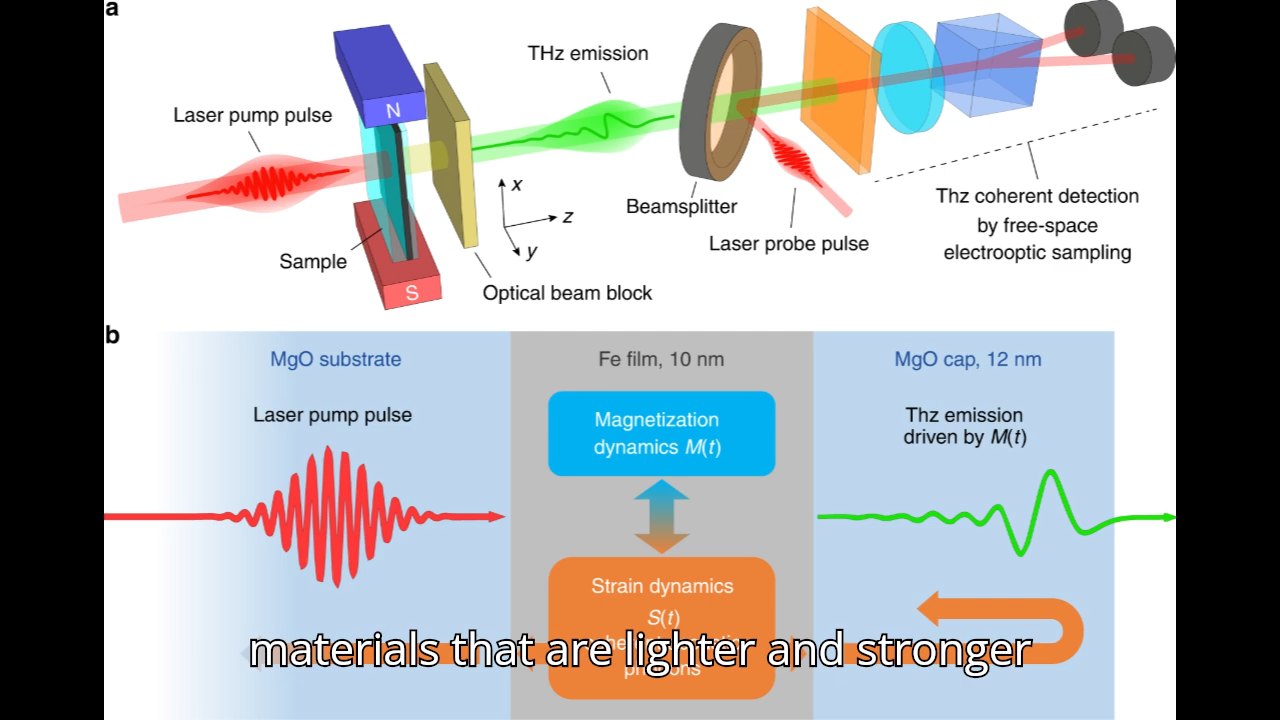 a
THz emission
Laser pump pulse
N
x
z
y
Beamsplitter
Laser probe pulse
Thz coherent detection
by free-space
electrooptic sampling
Sample
S
Optical beam block
b
MgO substrate
Fe film, 10 nm
MgO cap, 12 nm
Laser pump pulse
Magnetization
dynamics M(t)
Thz emission
driven by M(t)
Strain dynamics
S(t)
materials that are lighter and stronger